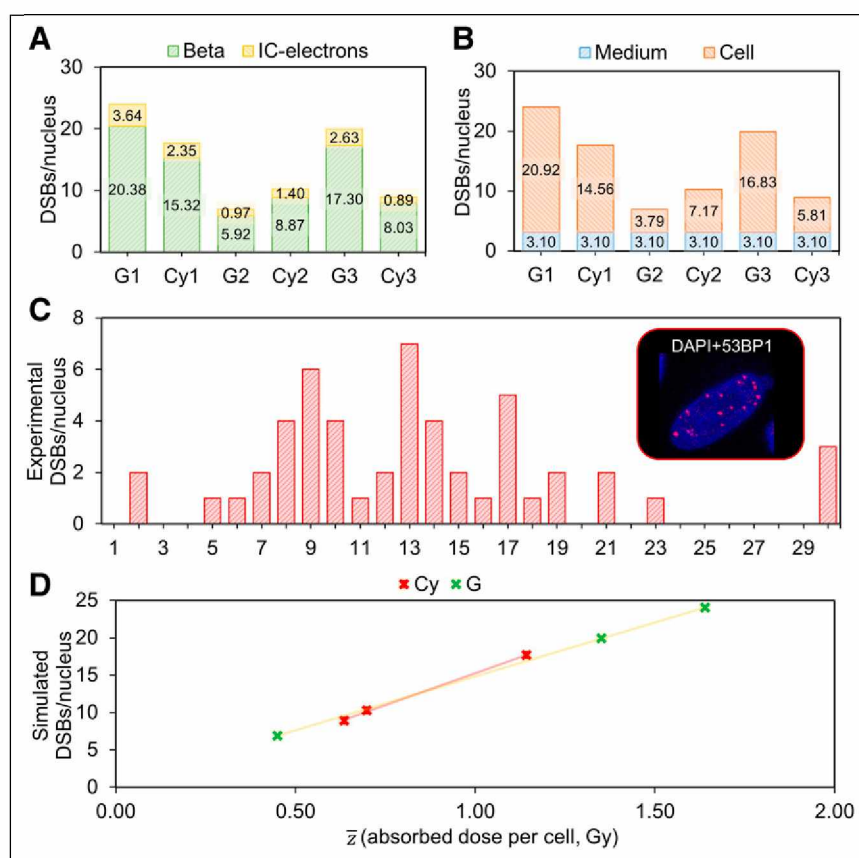 A
Beta IC-electrons
30
20
10
0
DSBs/nucleus
3.64
20.38
2.35
15.32
0.97
5.92
1.40
8.87
2.63
17.30
0.89
8.03
G1 Cy1 G2 Cy2 G3 Cy3
B
Medium Cell
30
20
10
0
DSBs/nucleus
20.92
3.10
14.56
3.10
3.79
3.10
7.17
3.10
16.83
3.10
5.81
3.10
G1 Cy1 G2 Cy2 G3 Cy3
C
8
6
4
2
0
Experimental
DSBs/nucleus
DAPI+53BP1
1 3 5 7 9 11 13 15 17 19 21 23 25 27 29
D
Cy G
25
20
15
10
5
0
Simulated
DSBs/nucleus
0.00 0.50 1.00 1.50 2.00
z̅ (absorbed dose per cell, Gy)